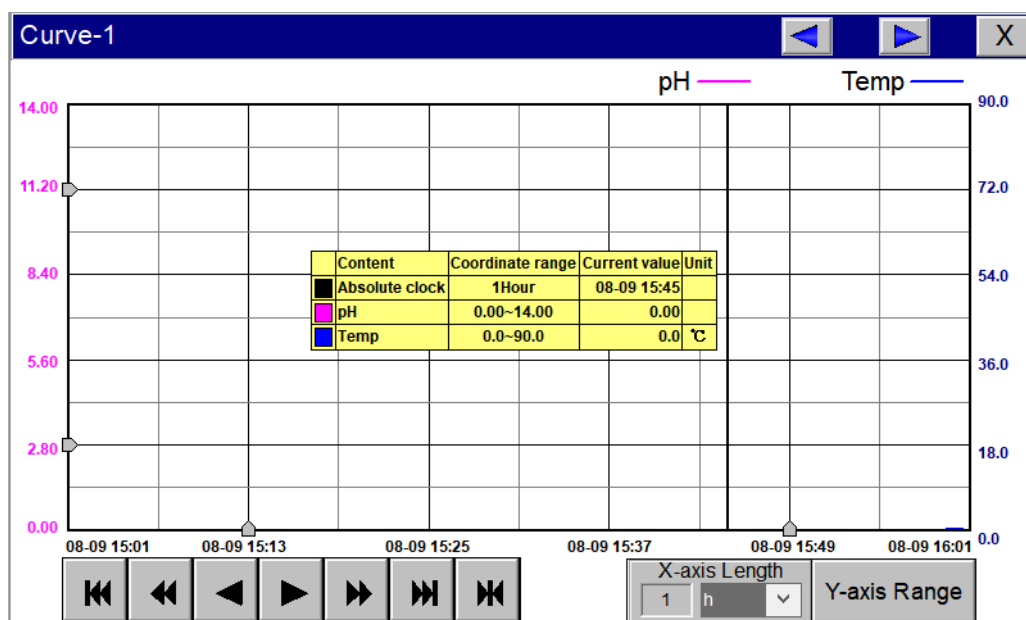 Curve-1
X
pH Temp
14.00 90.0
11.20 72.0
Content Coordinate range Current value Unit
Absolute clock 1Hour 08-09 15:45
pH 0.00~14.00 0.00
Temp 0.0~90.0 0.0 ℃
8.40 54.0
5.60 36.0
2.80 18.0
0.00 0.0
08-09 15:01 08-09 15:13 08-09 15:25 08-09 15:37 08-09 15:49 08-09 16:01
X-axis Length
1 h
Y-axis Range